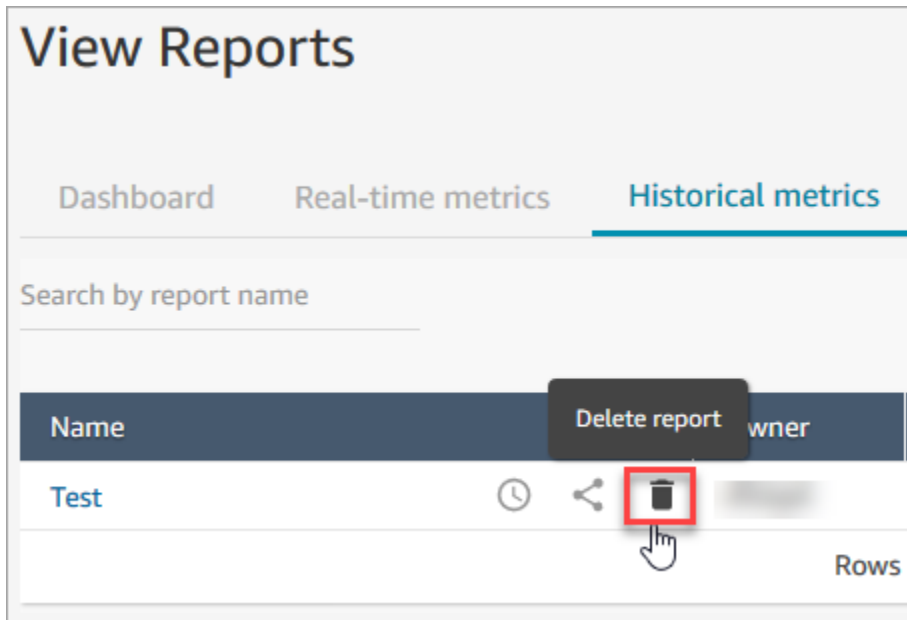 View Reports
Dashboard Real-time metrics Historical metrics
Search by report name
Delete report
Name wner
Test
Rows